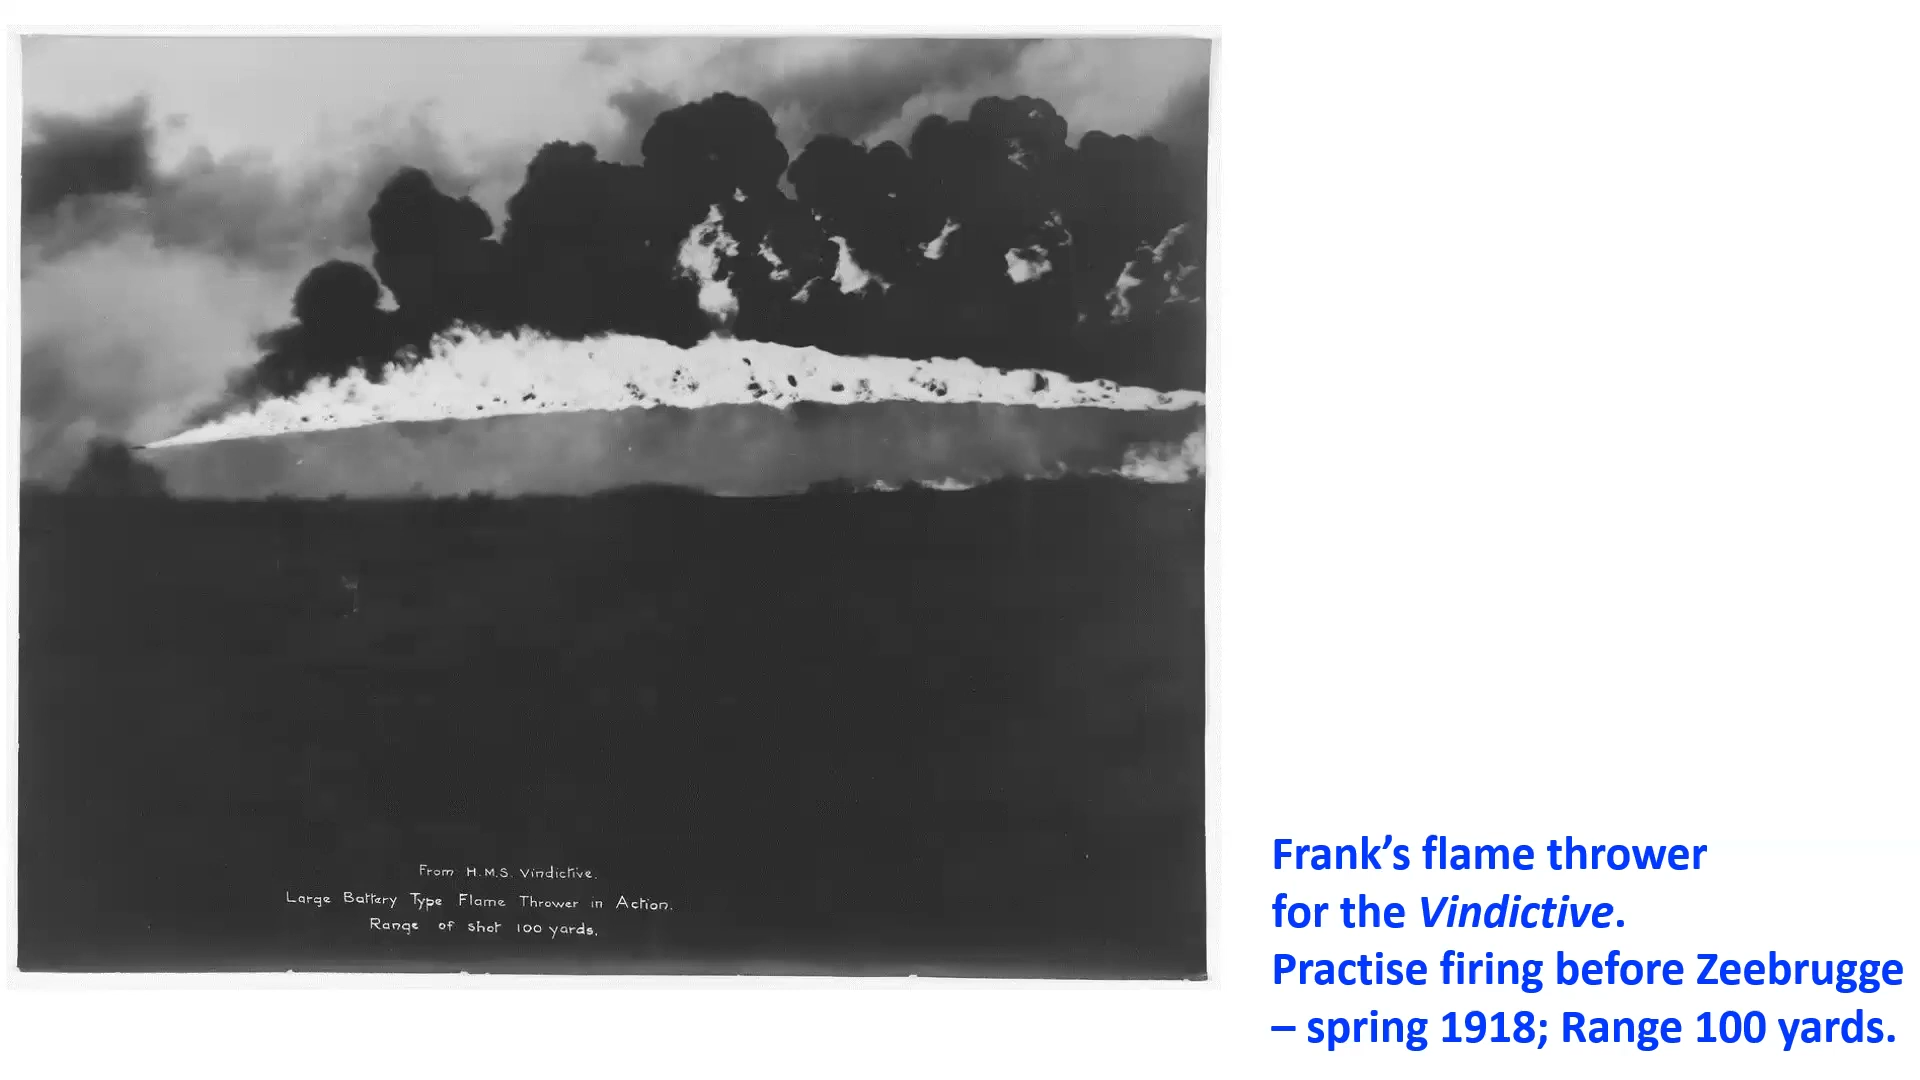 From H.M.S. Vindictive.
Large Battery Type Flame Thrower in Action.
Range of shot 100 yards.
Frank’s flame thrower
for the Vindictive.
Practise firing before Zeebrugge
– spring 1918; Range 100 yards.